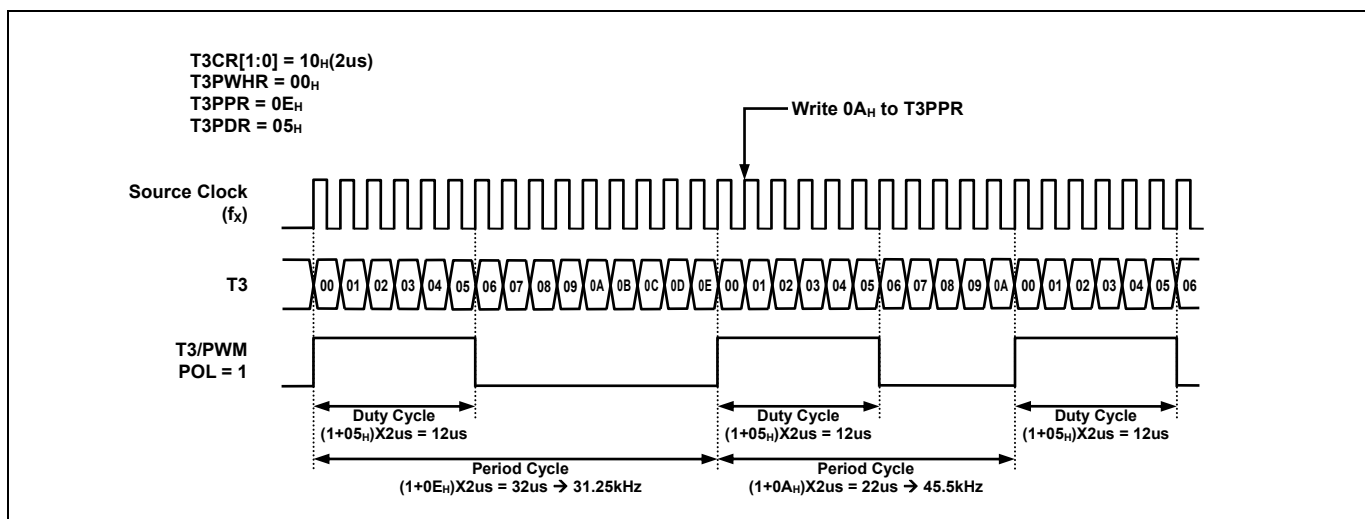 T3CR[1:0] = 10H(2us)
T3PWHR = 00H
T3PPR = 0EH
T3PDR = 05H
Write 0AH to T3PPR
Source Clock
(fX)
T3
00 01 02 03 04 05 06 07 08 09 0A 0B 0C 0D 0E 00 01 02 03 04 05 06 07 08 09 0A 00 01 02 03 04 05 06
T3/PWM
POL = 1
Duty Cycle
(1+05H)X2us = 12us
Duty Cycle
(1+05H)X2us = 12us
Duty Cycle
(1+05H)X2us = 12us
Period Cycle
(1+0EH)X2us = 32us → 31.25kHz
Period Cycle
(1+0AH)X2us = 22us → 45.5kHz